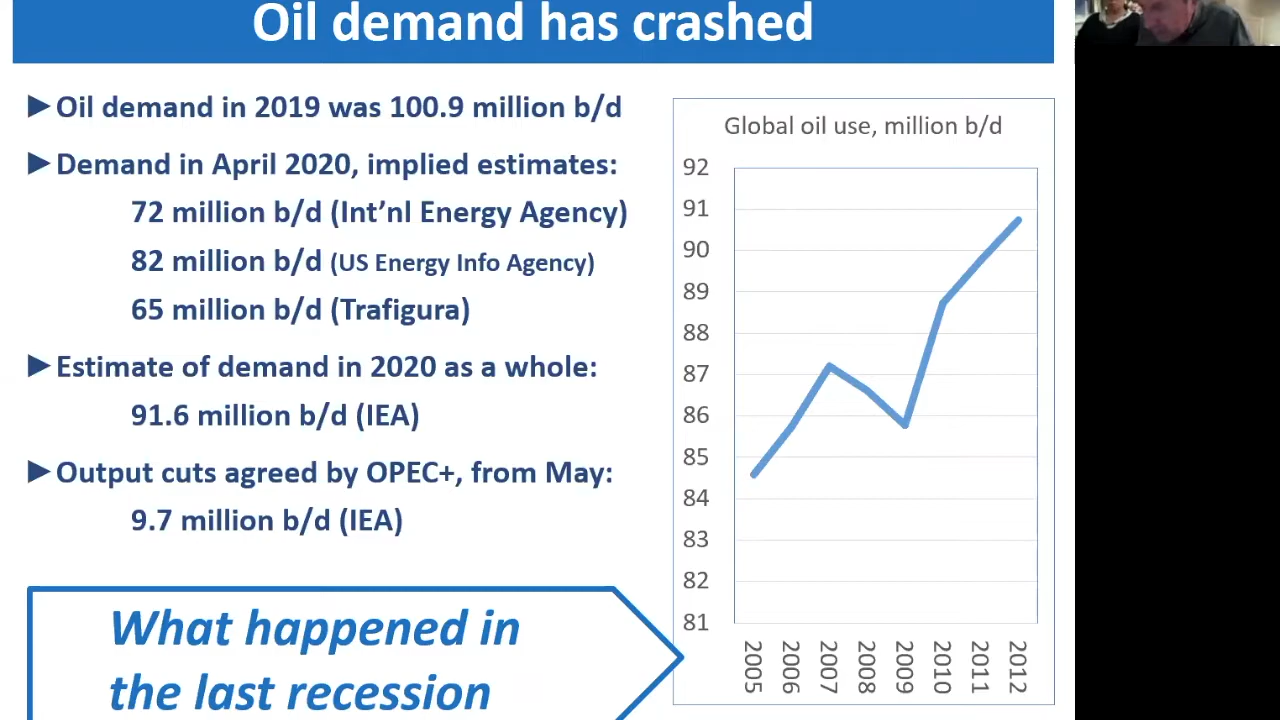 Oil demand has crashed
►Oil demand in 2019 was 100.9 million b/d
►Demand in April 2020, implied estimates:
72 million b/d (Int’nl Energy Agency)
82 million b/d (US Energy Info Agency)
65 million b/d (Trafigura)
►Estimate of demand in 2020 as a whole:
91.6 million b/d (IEA)
►Output cuts agreed by OPEC+, from May:
9.7 million b/d (IEA)
What happened in
the last recession
Global oil use, million b/d
92
91
90
89
88
87
86
85
84
83
82
81
2005
2006
2007
2008
2009
2010
2011
2012